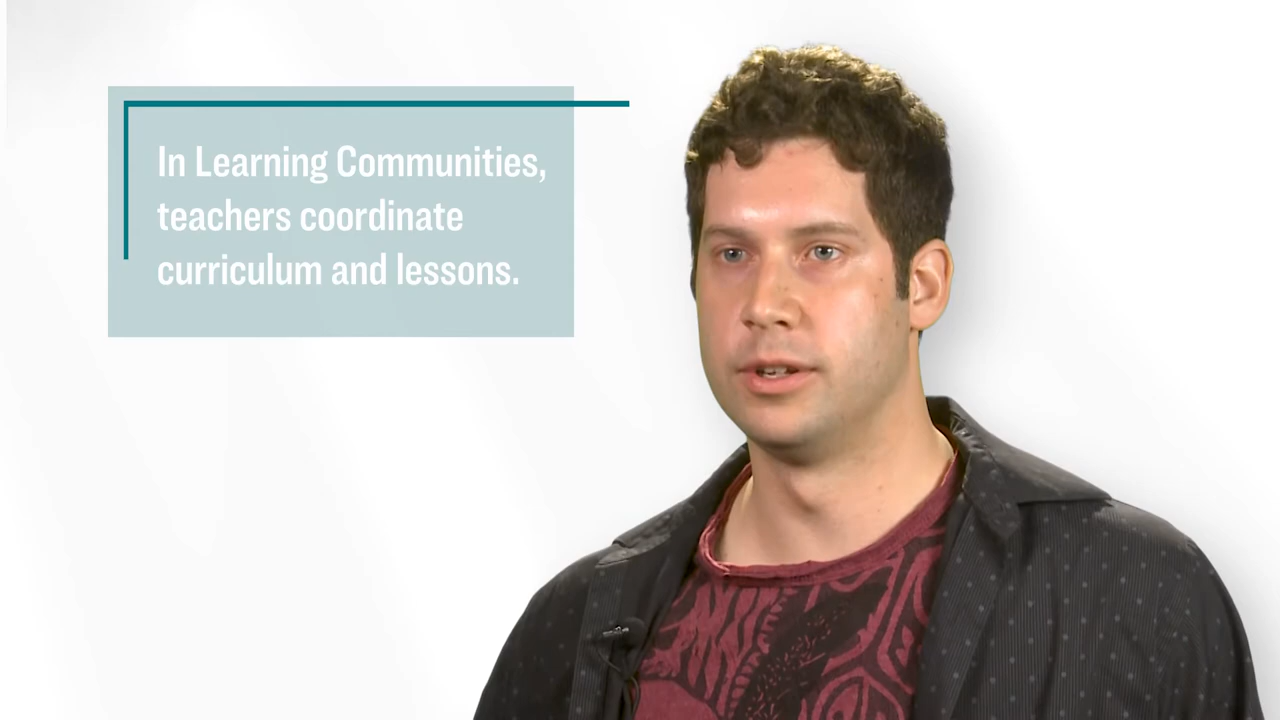 In Learning Communities,
teachers coordinate
curriculum and lessons.